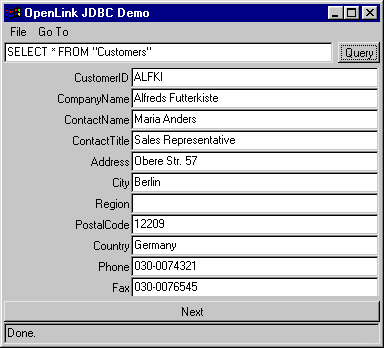 OpenLink JDBC Demo
File Go To
SELECT * FROM "Customers" Query
CustomerID ALFKI
CompanyName Alfreds Futterkiste
ContactName Maria Anders
ContactTitle Sales Representative
Address Obere Str. 57
City Berlin
Region
PostalCode 12209
Country Germany
Phone 030-0074321
Fax 030-0076545
Next
Done.